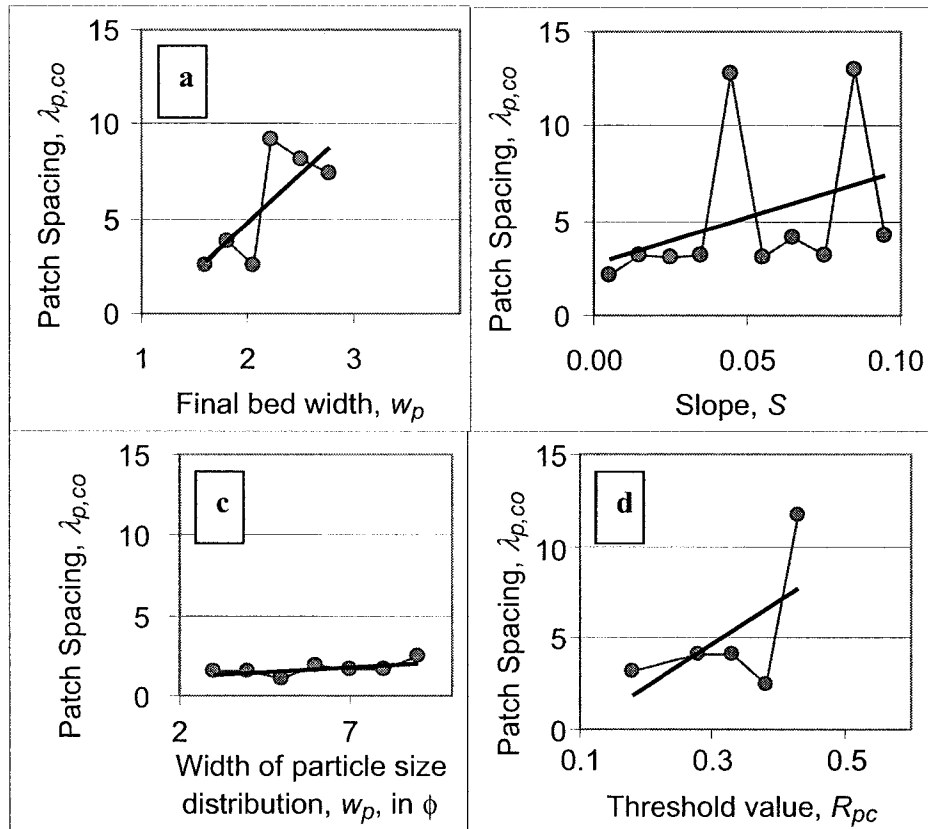 15
10
5
0
Patch Spacing, λp,co
a
1 2 3
Final bed width, wp
15
10
5
0
Patch Spacing, λp,co
0.00 0.05 0.10
Slope, S
15
10
5
0
Patch Spacing, λp,co
c
2 7
Width of particle size
distribution, wp, in ϕ
15
10
5
0
Patch Spacing, λp,co
d
0.1 0.3 0.5
Threshold value, Rpc